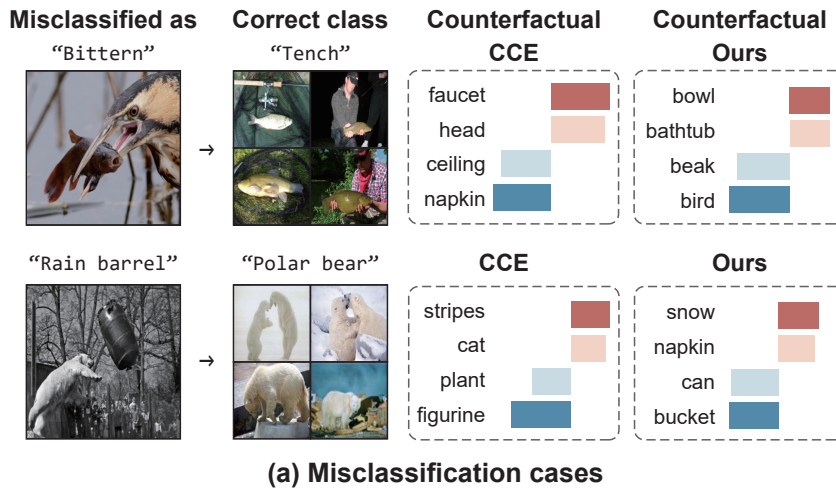 Misclassified as Correct class Counterfactual Counterfactual
“Bittern” “Tench” CCE Ours
→
faucet
head
ceiling
napkin
bowl
bathtub
beak
bird
“Rain barrel” “Polar bear” CCE Ours
→
stripes
cat
plant
figurine
snow
napkin
can
bucket
(a) Misclassification cases